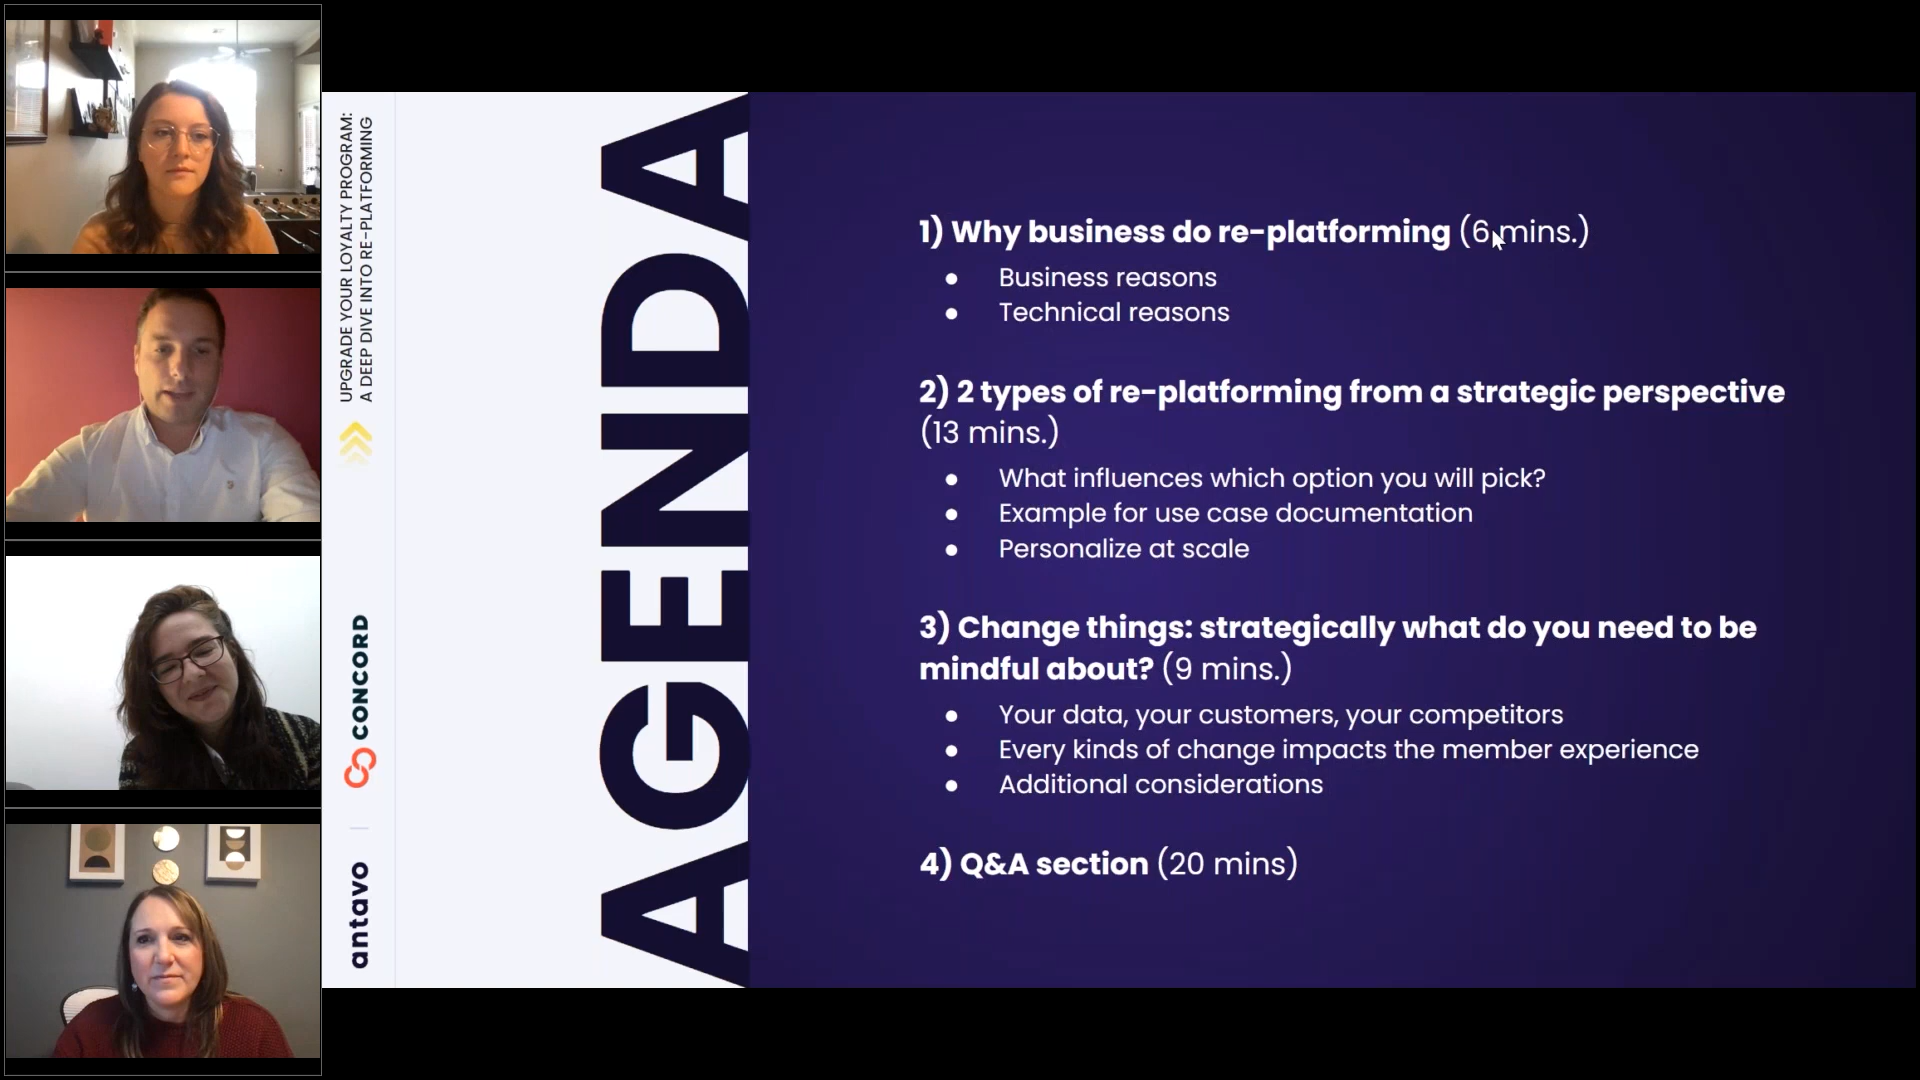 UPGRADE YOUR LOYALTY PROGRAM:
A DEEP DIVE INTO RE-PLATFORMING
CONCORD
antavo
AGENDA
1) Why business do re-platforming (6 mins.)
● Business reasons
● Technical reasons
2) 2 types of re-platforming from a strategic perspective
(13 mins.)
● What influences which option you will pick?
● Example for use case documentation
● Personalize at scale
3) Change things: strategically what do you need to be
mindful about? (9 mins.)
● Your data, your customers, your competitors
● Every kinds of change impacts the member experience
● Additional considerations
4) Q&A section (20 mins)